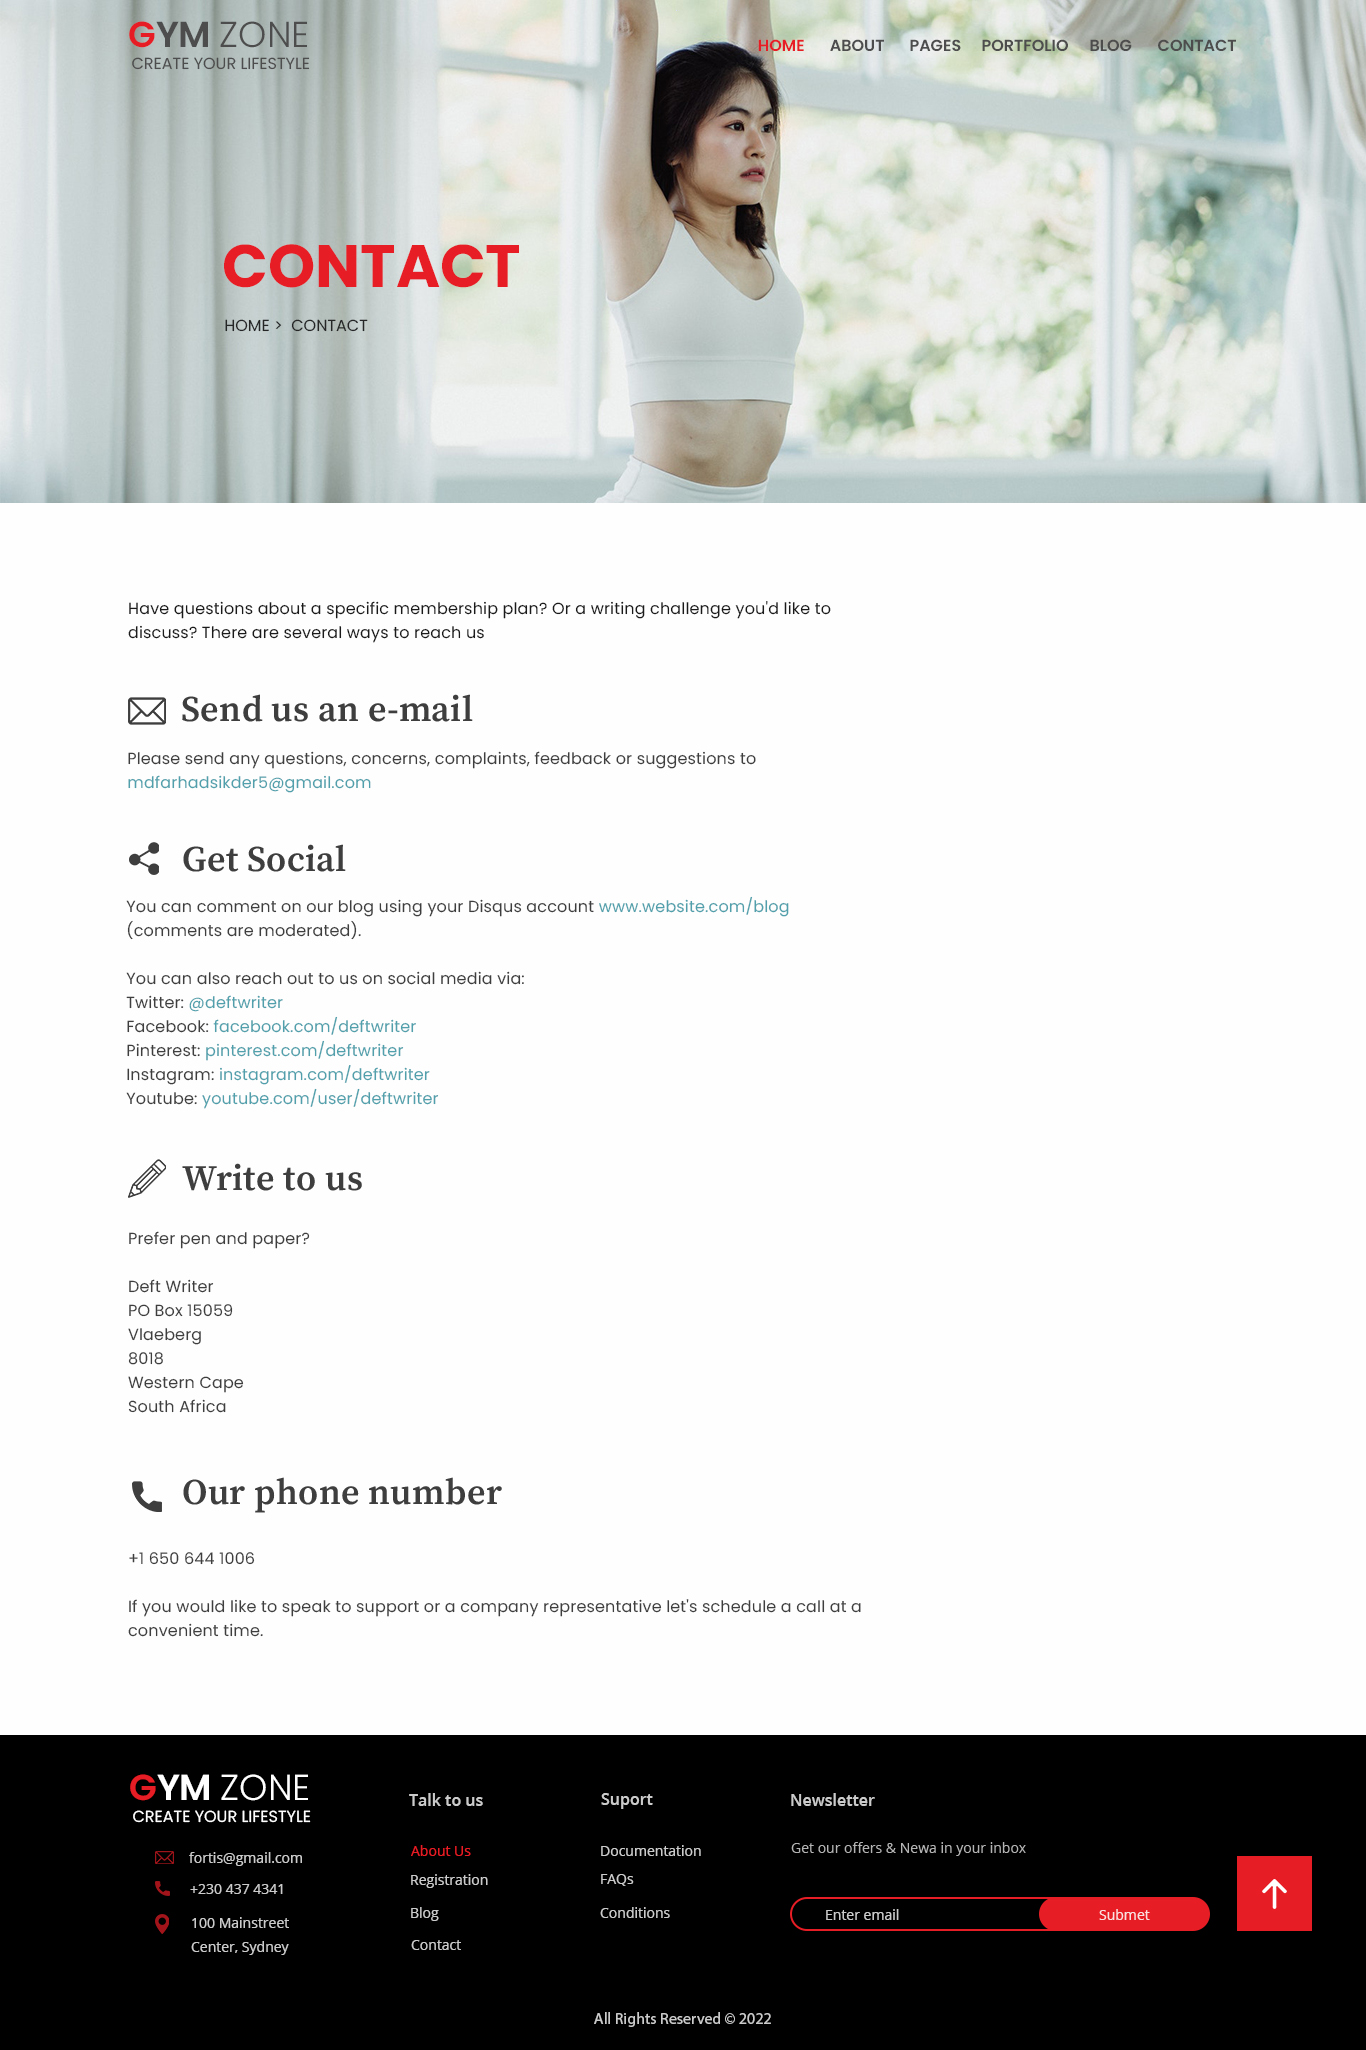 GYM ZONE
CREATE YOUR LIFESTYLE
HOME ABOUT PAGES PORTFOLIO BLOG CONTACT
CONTACT
HOME > CONTACT
Have questions about a specific membership plan? Or a writing challenge you'd like to
discuss? There are several ways to reach us
Send us an e-mail
Please send any questions, concerns, complaints, feedback or suggestions to
mdfarhadsikder5@gmail.com
Get Social
You can comment on our blog using your Disqus account www.website.com/blog
(comments are moderated).
You can also reach out to us on social media via:
Twitter: @deftwriter
Facebook: facebook.com/deftwriter
Pinterest: pinterest.com/deftwriter
Instagram: instagram.com/deftwriter
Youtube: youtube.com/user/deftwriter
Write to us
Prefer pen and paper?
Deft Writer
PO Box 15059
Vlaeberg
8018
Western Cape
South Africa
Our phone number
+1 650 644 1006
If you would like to speak to support or a company representative let's schedule a call at a
convenient time.
GYM ZONE
CREATE YOUR LIFESTYLE
fortis@gmail.com
+230 437 4341
100 Mainstreet
Center, Sydney
Talk to us
About Us
Registration
Blog
Contact
Suport
Documentation
FAQs
Conditions
Newsletter
Get our offers & Newa in your inbox
Enter email
Submet
All Rights Reserved © 2022